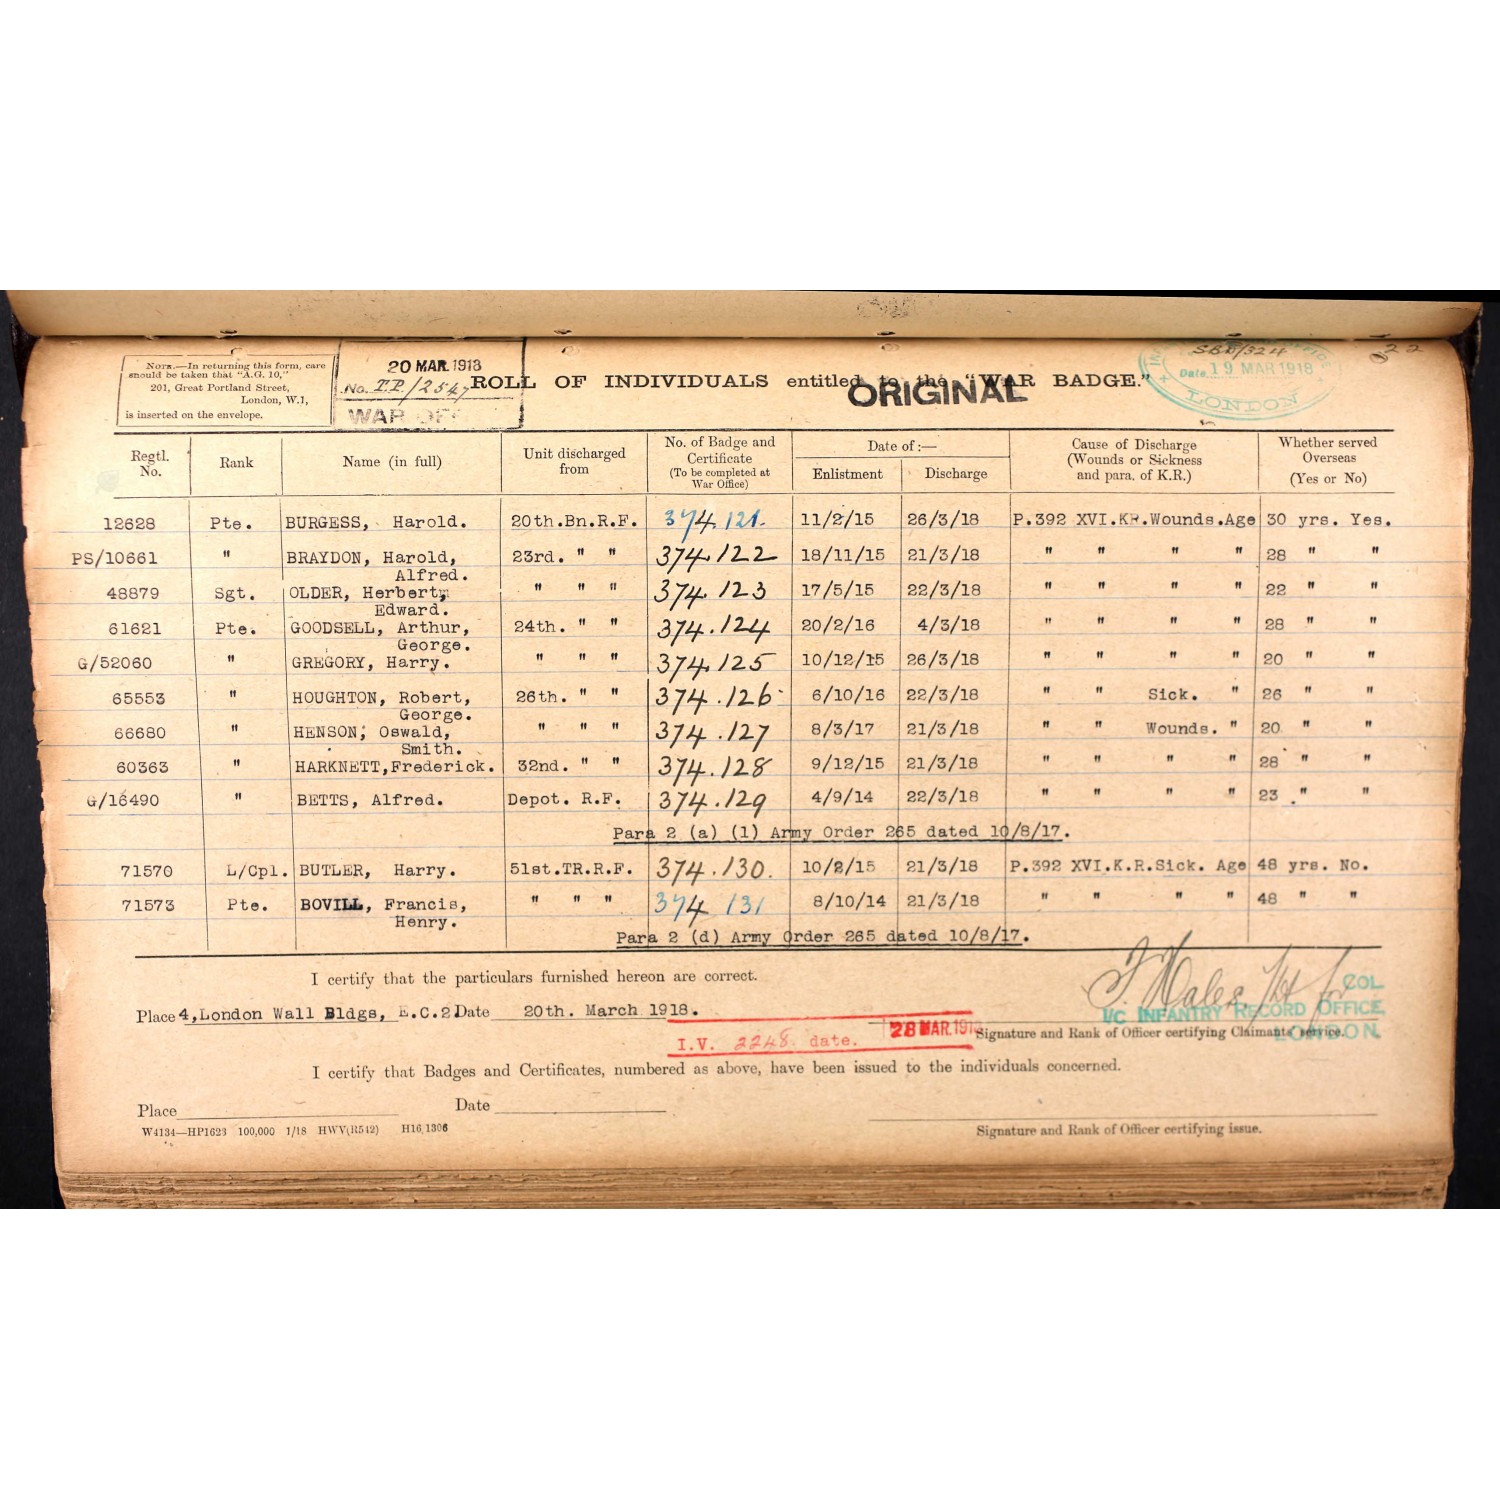 NOTE.—In returning this form, care
should be taken that "A.G. 10,"
201, Great Portland Street,
London, W.1,
is inserted on the envelope.
20 MAR. 1918
No. T.P./2547
WAR OF
ROLL OF INDIVIDUALS entitled to the "WAR BADGE."
ORIGINAL
SBB/324
Date 19 MAR 1918
LONDON
22
Regtl. No. Rank Name (in full) Unit discharged from No. of Badge and Certificate (To be completed at War Office) Date of:— Enlistment Discharge Cause of Discharge (Wounds or Sickness and para. of K.R.) Whether served Overseas (Yes or No)
12628 Pte. BURGESS, Harold. 20th.Bn.R.F. 374.121. 11/2/15 26/3/18 P.392 XVI.KR.Wounds.Age 30 yrs. Yes.
PS/10661 " BRAYDON, Harold, 23rd. " " 374.122 18/11/15 21/3/18 " " " " 28 " "
Alfred.
48879 Sgt. OLDER, Herbert, " " " 374.123 17/5/15 22/3/18 " " " " 22 " "
Edward.
61621 Pte. GOODSELL, Arthur, 24th. " " 374.124 20/2/16 4/3/18 " " " " 28 " "
George.
G/52060 " GREGORY, Harry. " " " 374.125 10/12/15 26/3/18 " " " " 20 " "
65553 " HOUGHTON, Robert, 26th. " " 374.126 6/10/16 22/3/18 " " Sick. " 26 " "
George.
66680 " HENSON, Oswald, " " " 374.127 8/3/17 21/3/18 " " Wounds. " 20 " "
Smith.
60363 " HARKNETT,Frederick. 32nd. " " 374.128 9/12/15 21/3/18 " " " " 28 " "
G/16490 " BETTS, Alfred. Depot. R.F. 374.129 4/9/14 22/3/18 " " " " 23 . " "
Para 2 (a) (1) Army Order 265 dated 10/8/17.
71570 L/Cpl. BUTLER, Harry. 51st.TR.R.F. 374.130. 10/2/15 21/3/18 P.392 XVI.K.R.Sick. Age 48 yrs. No.
71573 Pte. BOVILL, Francis, " " " 374 131 8/10/14 21/3/18 " " " " 48 " "
Henry.
Para 2 (d) Army Order 265 dated 10/8/17.
I certify that the particulars furnished hereon are correct.
Place 4,London Wall Bldgs, E.C.2. Date 20th. March 1918.
COL.
I/C INFANTRY RECORD OFFICE,
LONDON.
I.V. 2248. date. 28 MAR. 1918
Signature and Rank of Officer certifying Claimants' service.
I certify that Badges and Certificates, numbered as above, have been issued to the individuals concerned.
Place Date
W4134—HP1623 100,000 1/18 HWV(R542) H16,1306
Signature and Rank of Officer certifying issue.